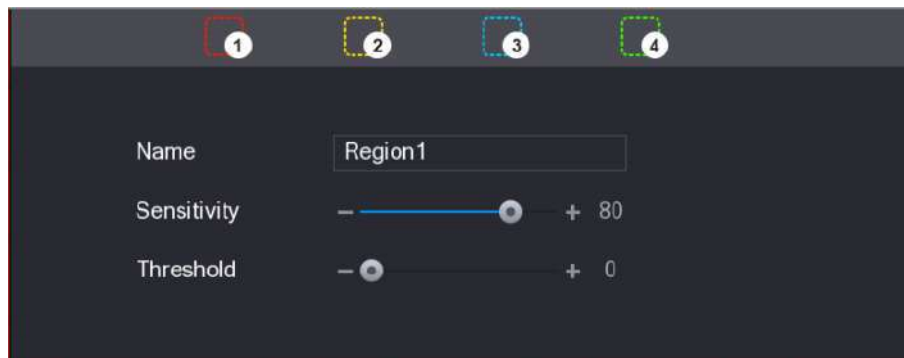 1 2 3 4
Name Region1
Sensitivity − + 80
Threshold − + 0